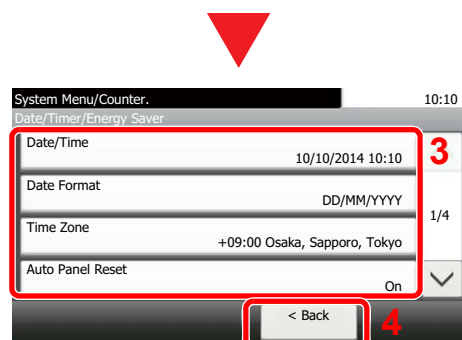 System Menu/Counter.
10:10
Date/Timer/Energy Saver
Date/Time
10/10/2014 10:10
3
Date Format
DD/MM/YYYY
1/4
Time Zone
+09:00 Osaka, Sapporo, Tokyo
Auto Panel Reset
On
< Back
4